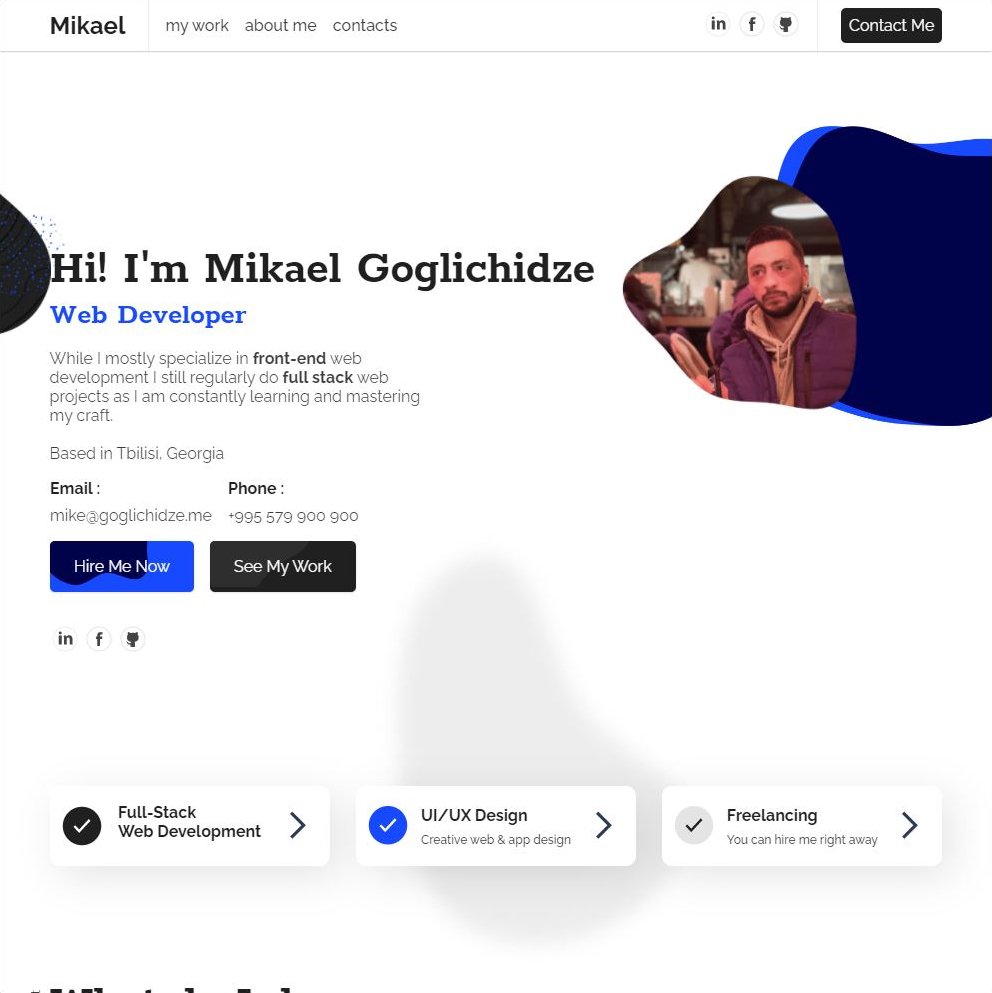 Mikael
my work about me contacts
in f
Contact Me
Hi! I'm Mikael Goglichidze
Web Developer
While I mostly specialize in front-end web
development I still regularly do full stack web
projects as I am constantly learning and mastering
my craft.
Based in Tbilisi, Georgia
Email : Phone :
mike@goglichidze.me +995 579 900 900
Hire Me Now See My Work
in f
Full-Stack
Web Development
UI/UX Design
Creative web & app design
Freelancing
You can hire me right away